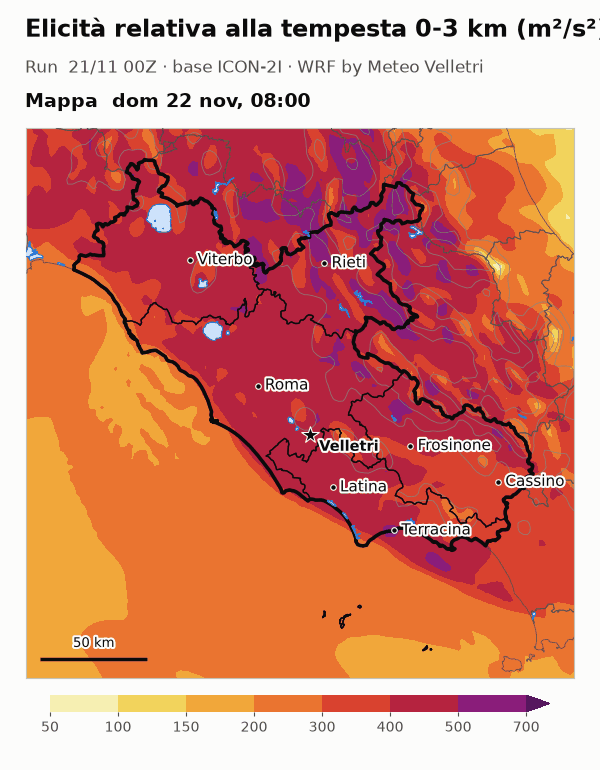 Elicità relativa alla tempesta 0-3 km (m²/s²)
Run 21/11 00Z · base ICON-2I · WRF by Meteo Velletri
Mappa dom 22 nov, 08:00
Viterbo
Rieti
Roma
Velletri
Frosinone
Latina
Cassino
Terracina
50 km
50 100 150 200 300 400 500 700